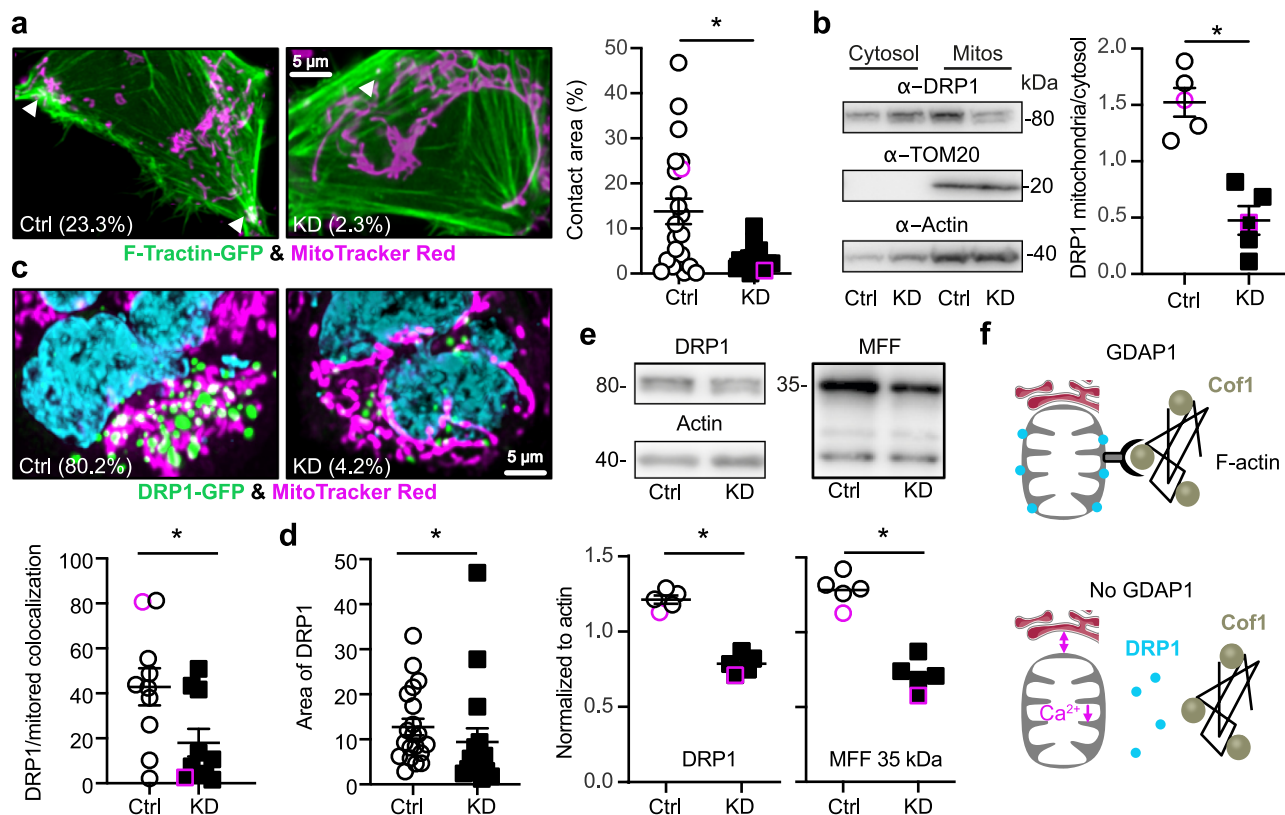 a
5 µm
Ctrl (23.3%)
KD (2.3%)
F-Tractin-GFP & MitoTracker Red
*
Contact area (%)
50
40
30
20
10
0
Ctrl
KD
b
Cytosol
Mitos
kDa
α–DRP1
-80
α–TOM20
-20
α–Actin
-40
Ctrl KD Ctrl KD
*
DRP1 mitochondria/cytosol
2.0
1.5
1.0
0.5
0.0
Ctrl
KD
c
Ctrl (80.2%)
KD (4.2%)
5 µm
DRP1-GFP & MitoTracker Red
*
DRP1/mitored colocalization
100
80
60
40
20
0
Ctrl
KD
d
*
Area of DRP1
50
40
30
20
10
0
Ctrl
KD
e
DRP1
80-
Actin
40-
Ctrl
KD
MFF
35-
Ctrl
KD
Normalized to actin
1.5
1.0
0.5
0.0
*
DRP1
Ctrl
KD
*
MFF 35 kDa
Ctrl
KD
f
GDAP1
Cof1
F-actin
No GDAP1
Cof1
DRP1
Ca²⁺